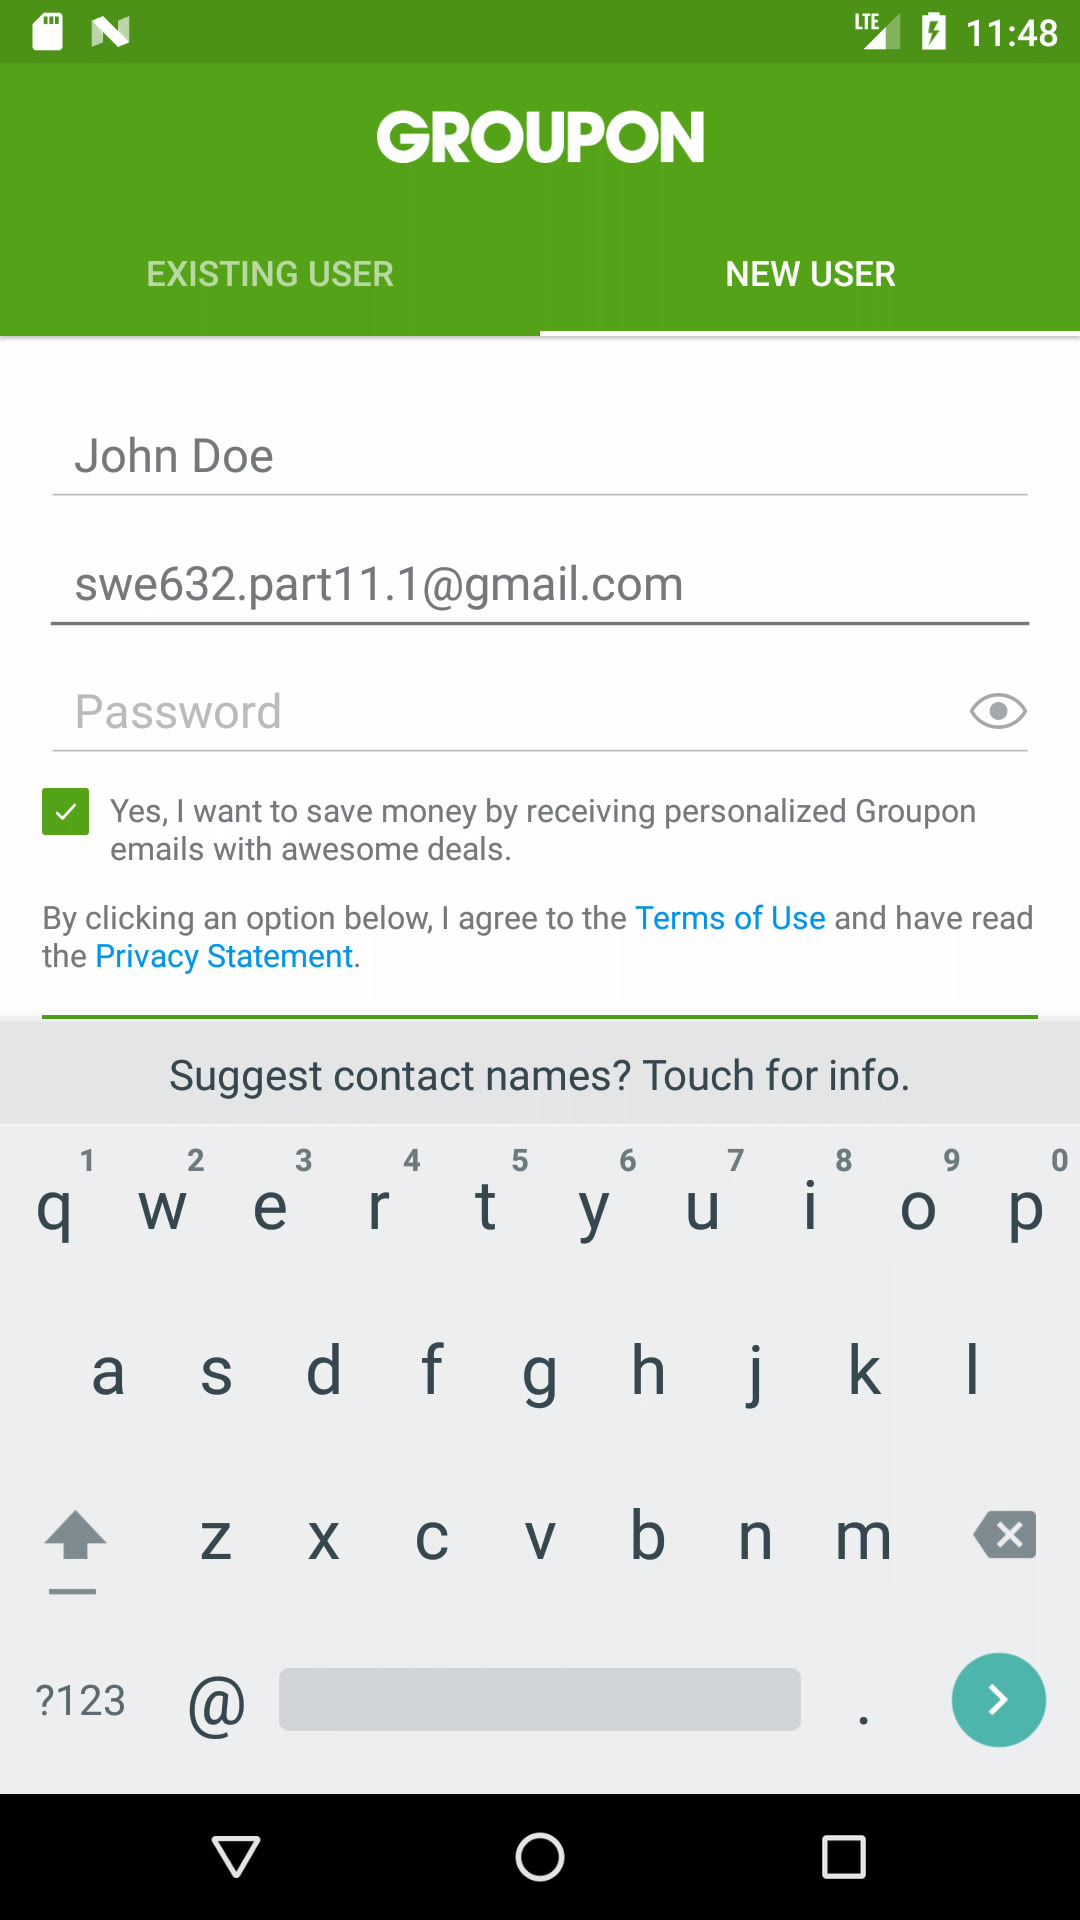 LTE 11:48
GROUPON
EXISTING USER NEW USER
John Doe
swe632.part11.1@gmail.com
Password
Yes, I want to save money by receiving personalized Groupon
emails with awesome deals.
By clicking an option below, I agree to the Terms of Use and have read
the Privacy Statement.
Suggest contact names? Touch for info.
1 2 3 4 5 6 7 8 9 0
q w e r t y u i o p
a s d f g h j k l
z x c v b n m
?123 @ .